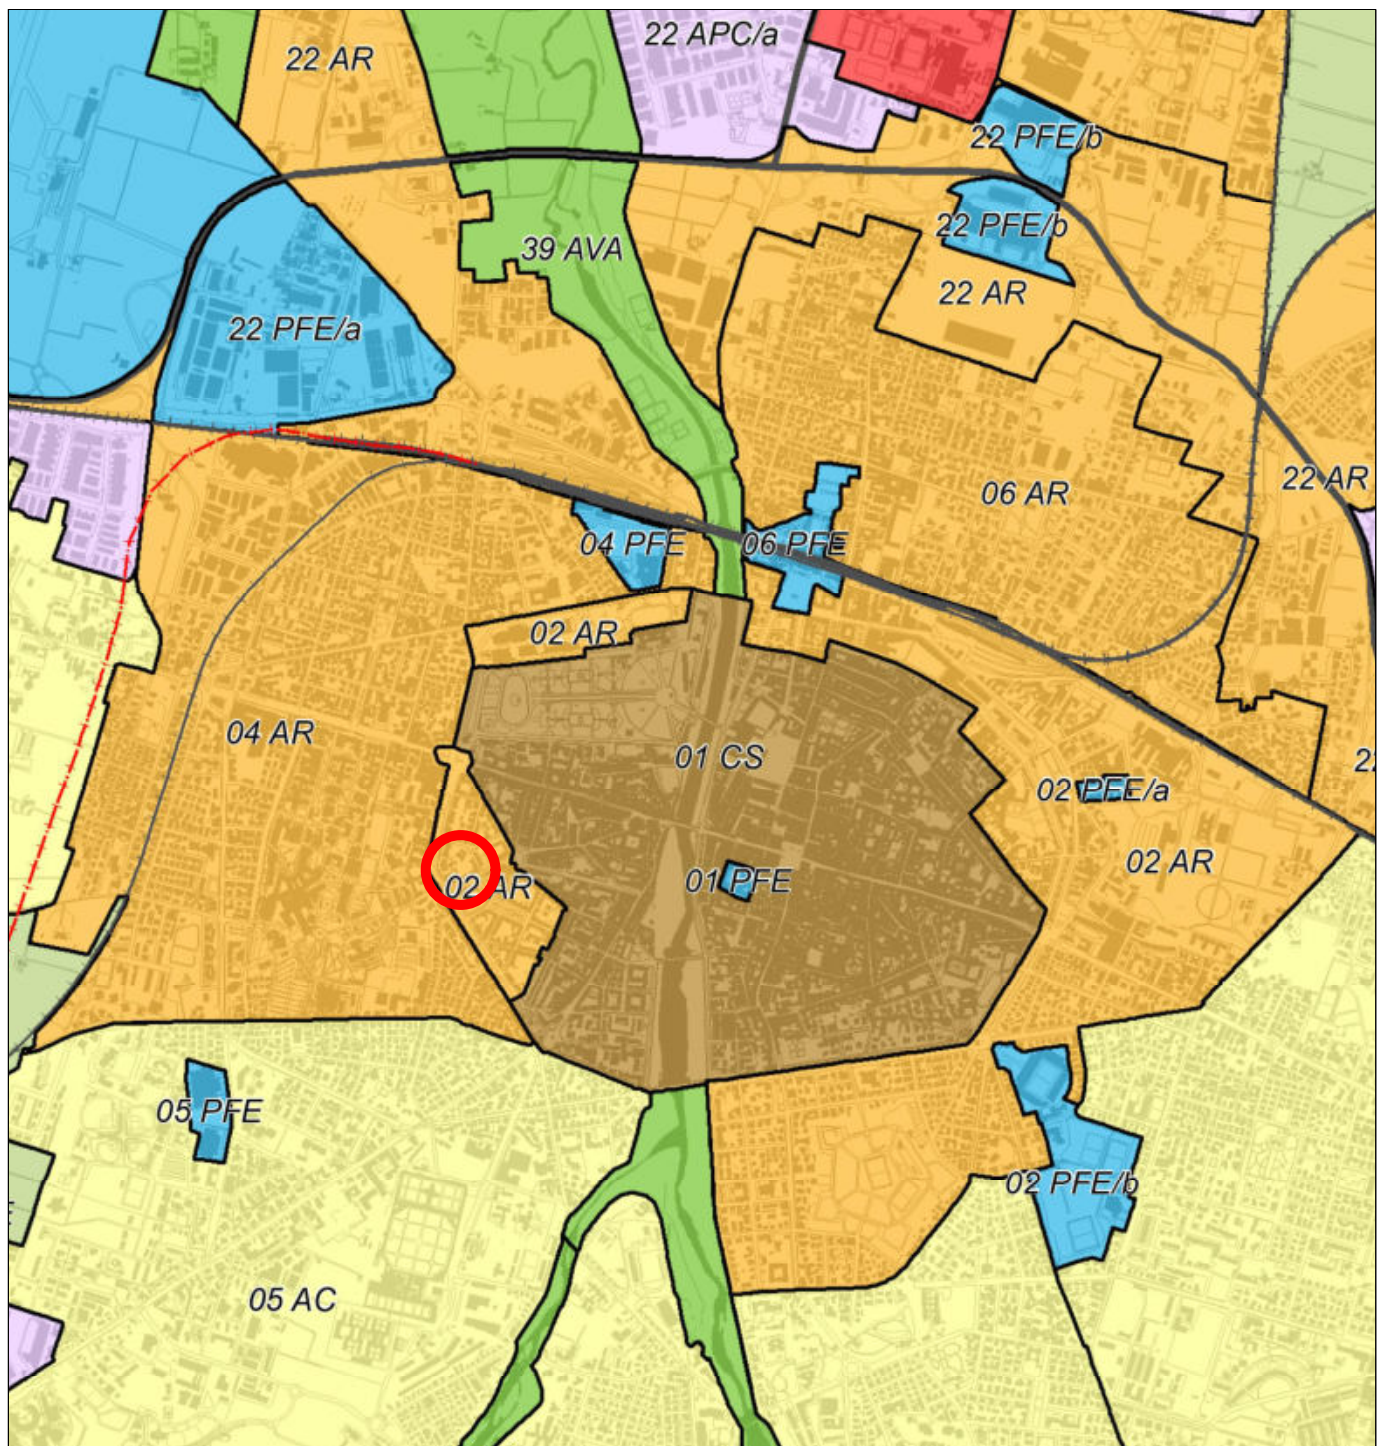 22 APC/a
22 AR
22 PFE/b
22 PFE/b
39 AVA
22 AR
22 PFE/a
22 AR
06 AR
04 PFE
06 PFE
02 AR
04 AR
01 CS
22
02 PFE/a
02 AR
01 PFE
02 AR
05 PFE
02 PFE/b
05 AC